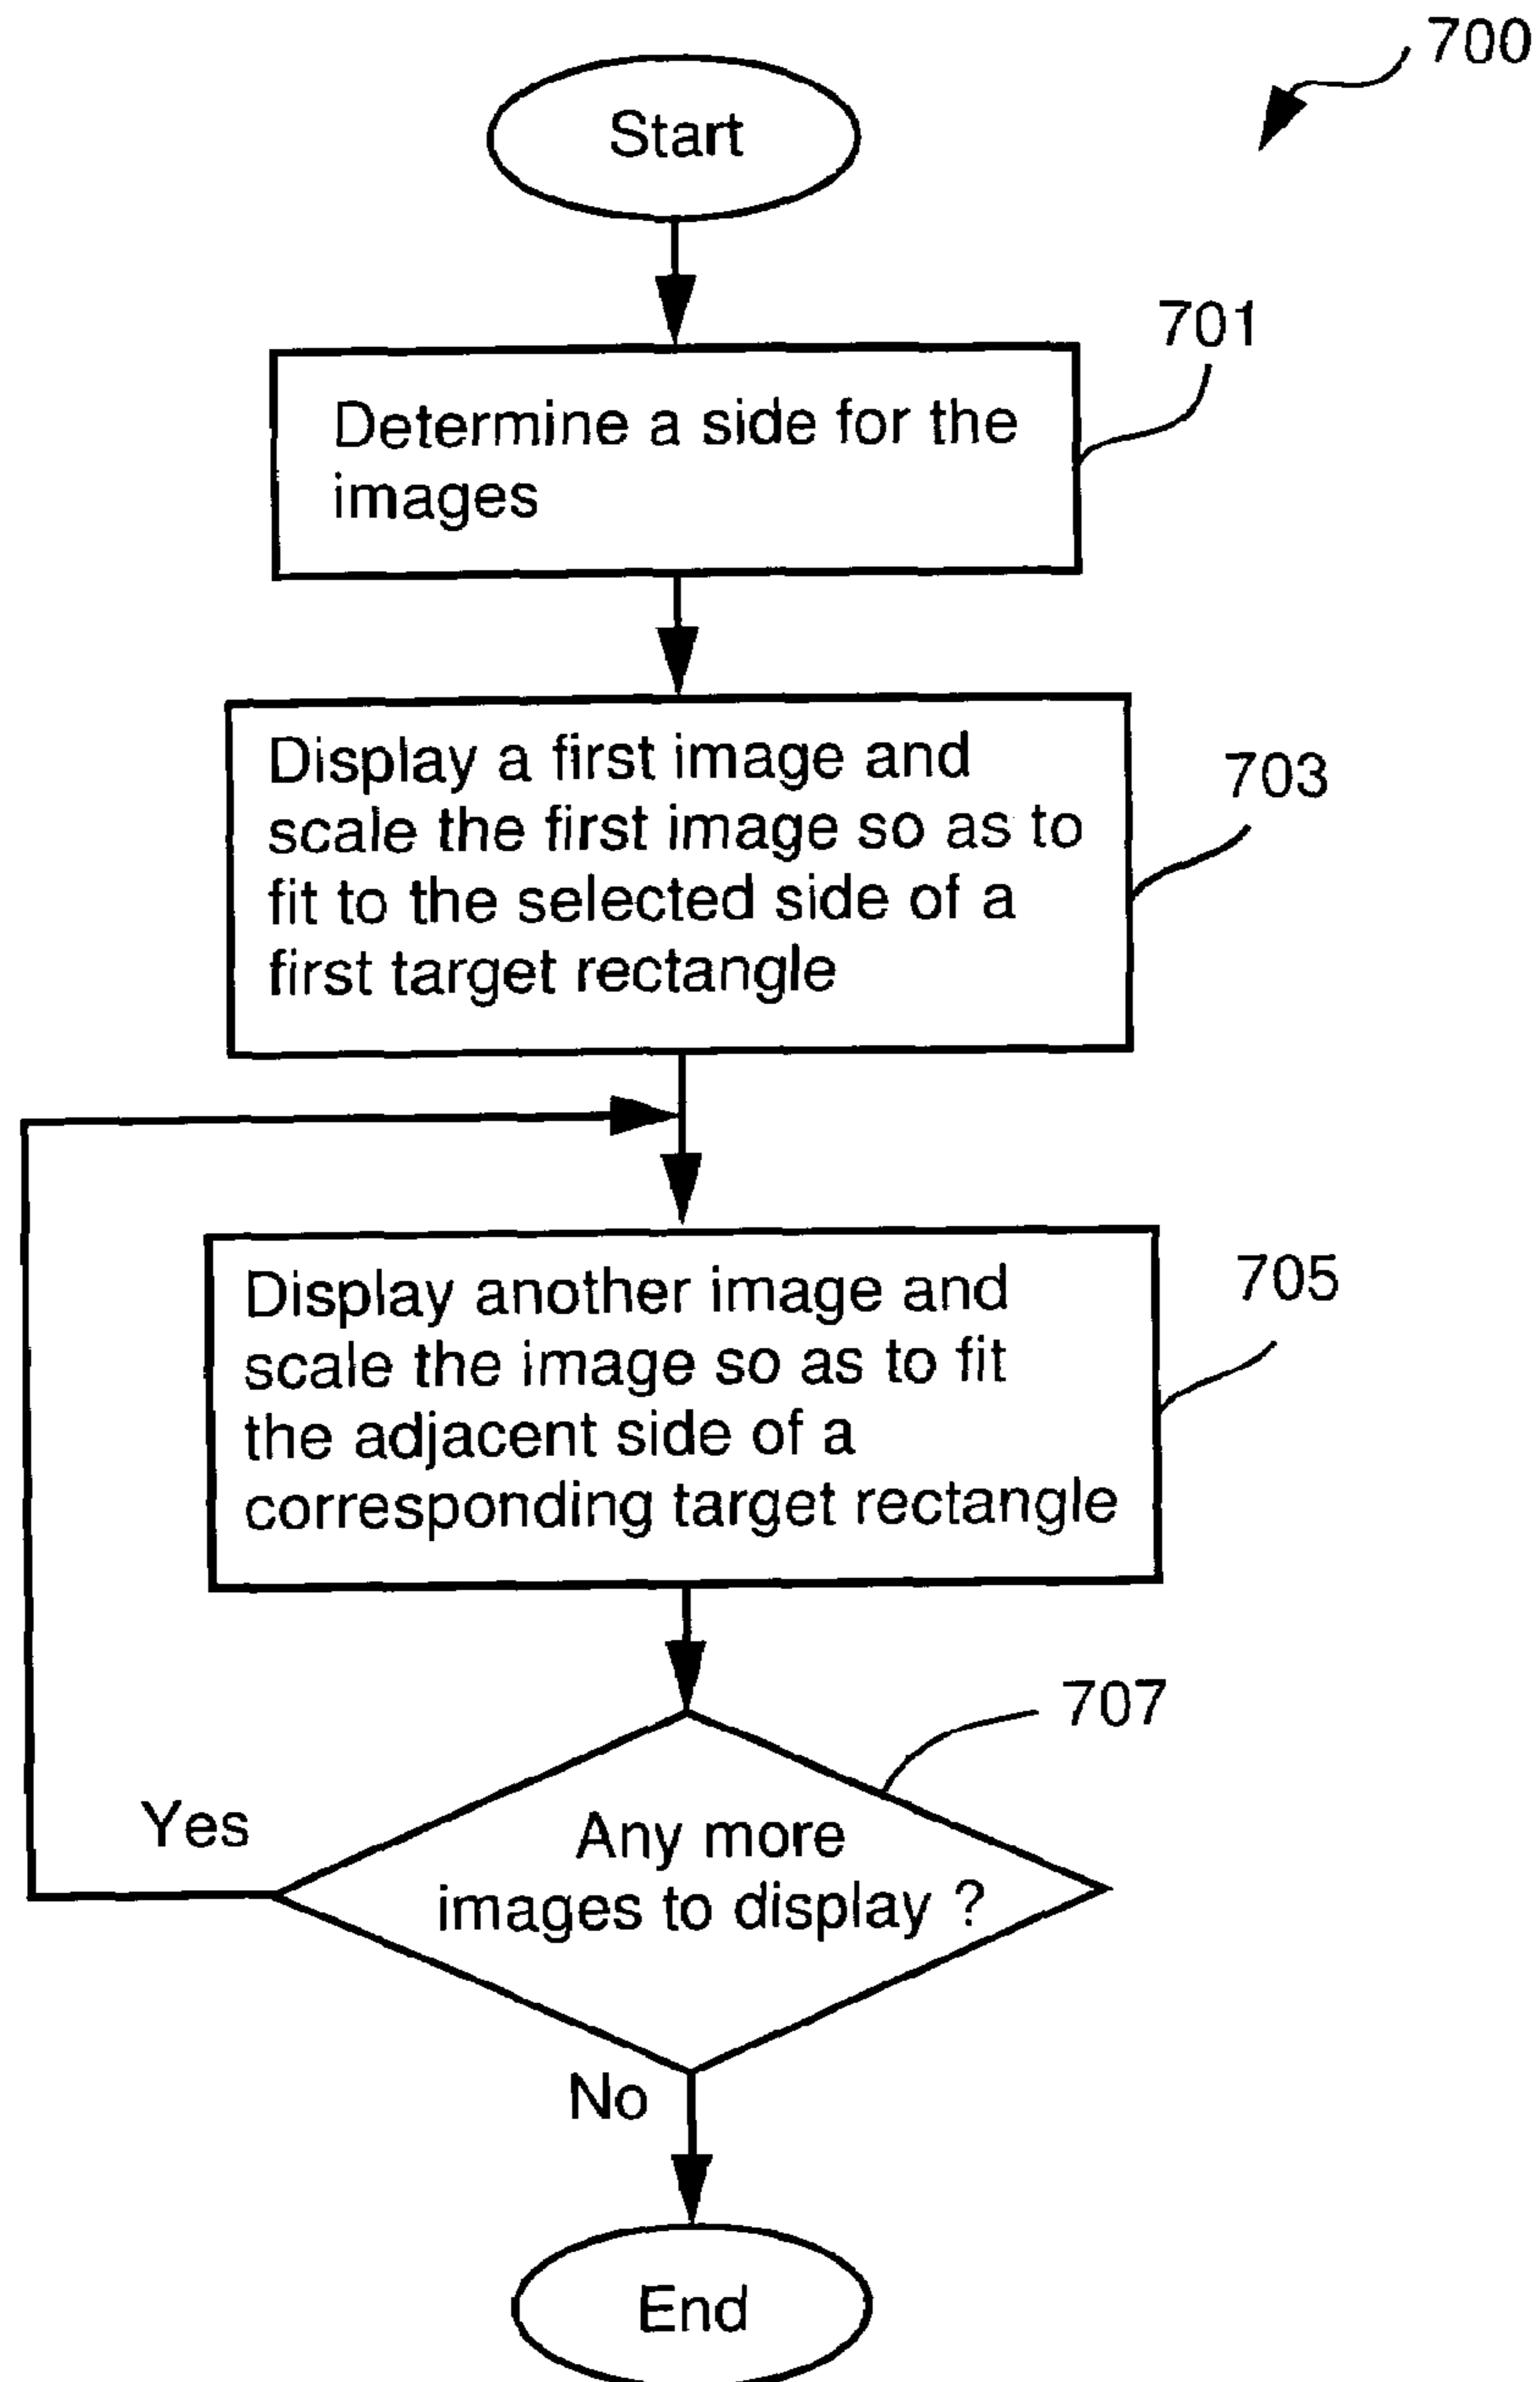 700
Start
701
Determine a side for the
images
703
Display a first image and
scale the first image so as to
fit to the selected side of a
first target rectangle
705
Display another image and
scale the image so as to fit
the adjacent side of a
corresponding target rectangle
707
Yes
Any more
images to display ?
No
End